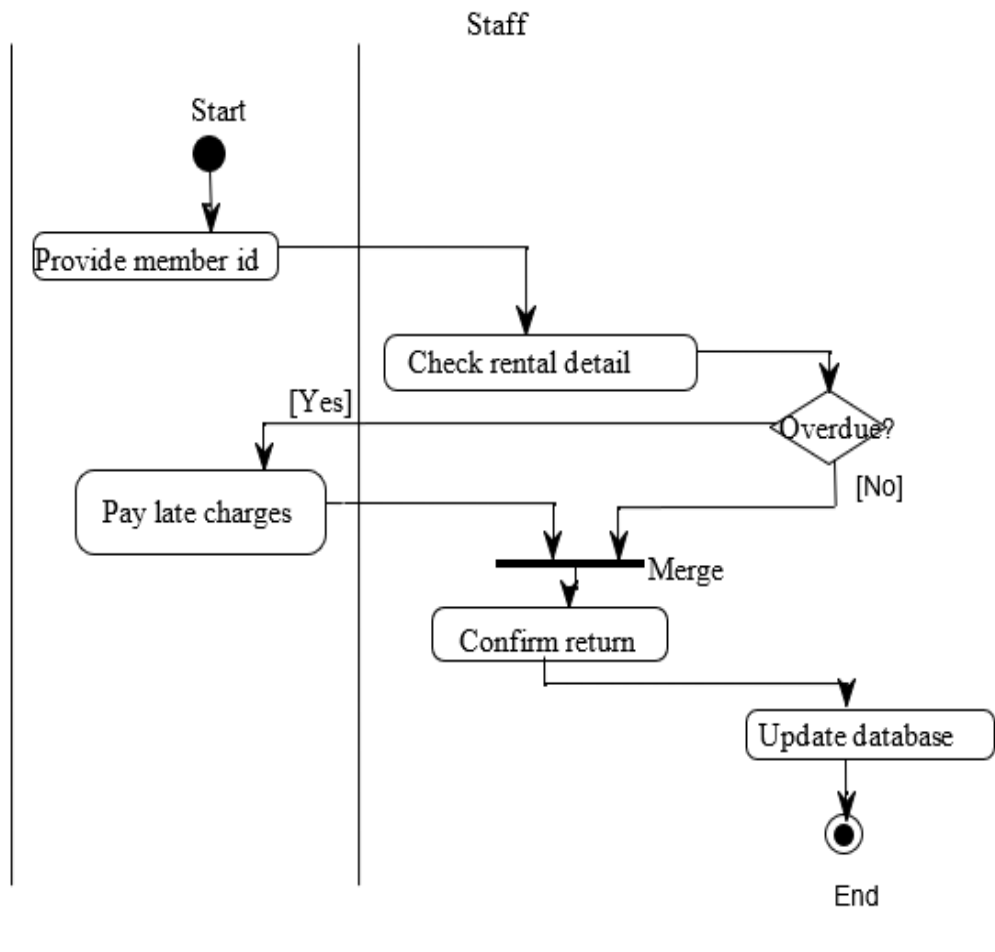 Staff
Start
Provide member id
Check rental detail
[Yes]
Overdue?
[No]
Pay late charges
Merge
Confirm return
Update database
End